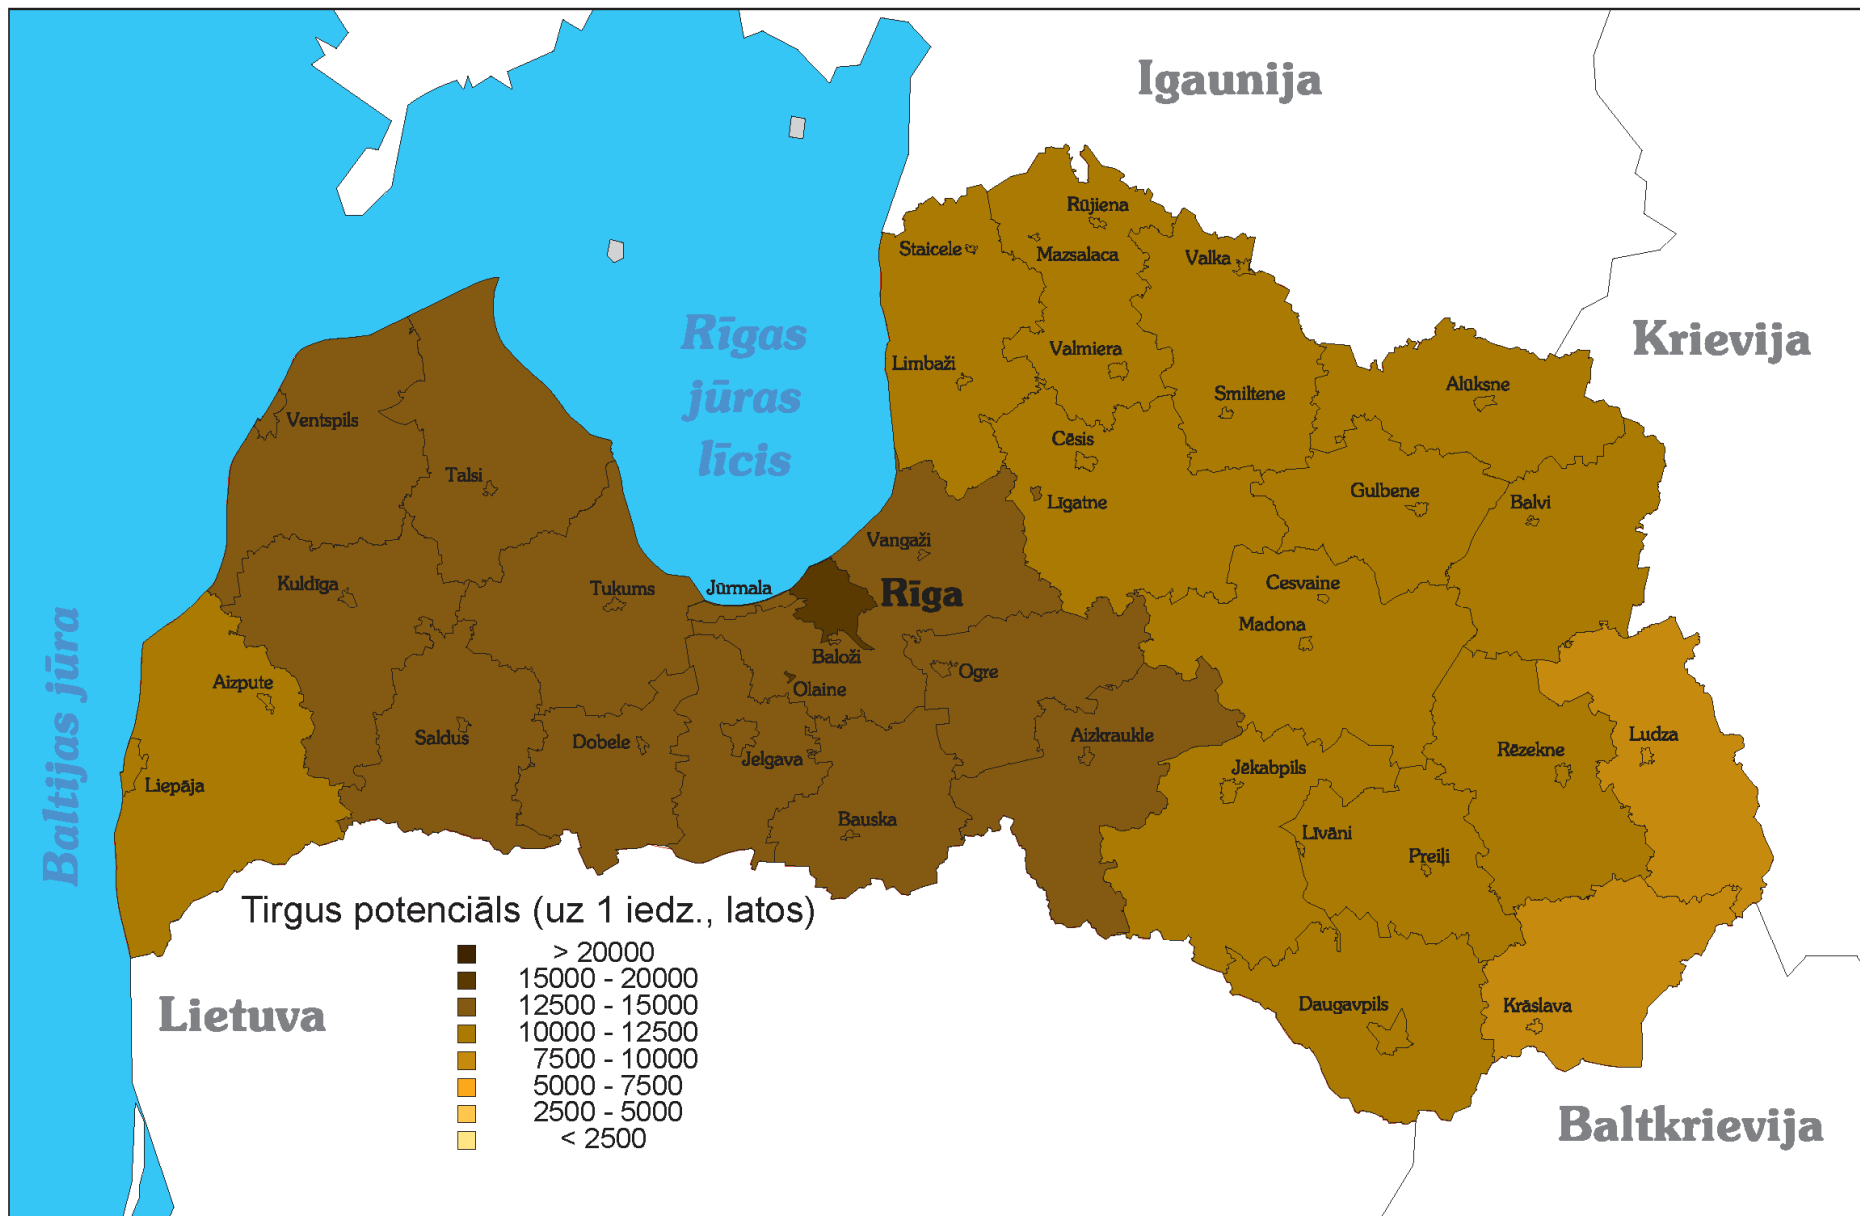 Igaunija
Rūjiena
Staicele
Mazsalaca
Valka
Rīgas
jūras
līcis
Krievija
Limbaži
Valmiera
Smiltene
Alūksne
Ventspils
Cēsis
Talsi
Līgatne
Gulbene
Balvi
Vangaži
Kuldīga
Tukums
Jūrmala
Rīga
Cesvaine
Madona
Baltijas jūra
Baloži
Aizpute
Olaine
Ogre
Saldus
Dobele
Jelgava
Aizkraukle
Rēzekne
Ludza
Liepāja
Jēkabpils
Bauska
Līvāni
Preiļi
Tirgus potenciāls (uz 1 iedz., latos)
> 20000
15000 - 20000
12500 - 15000
10000 - 12500
7500 - 10000
5000 - 7500
2500 - 5000
< 2500
Lietuva
Daugavpils
Krāslava
Baltkrievija